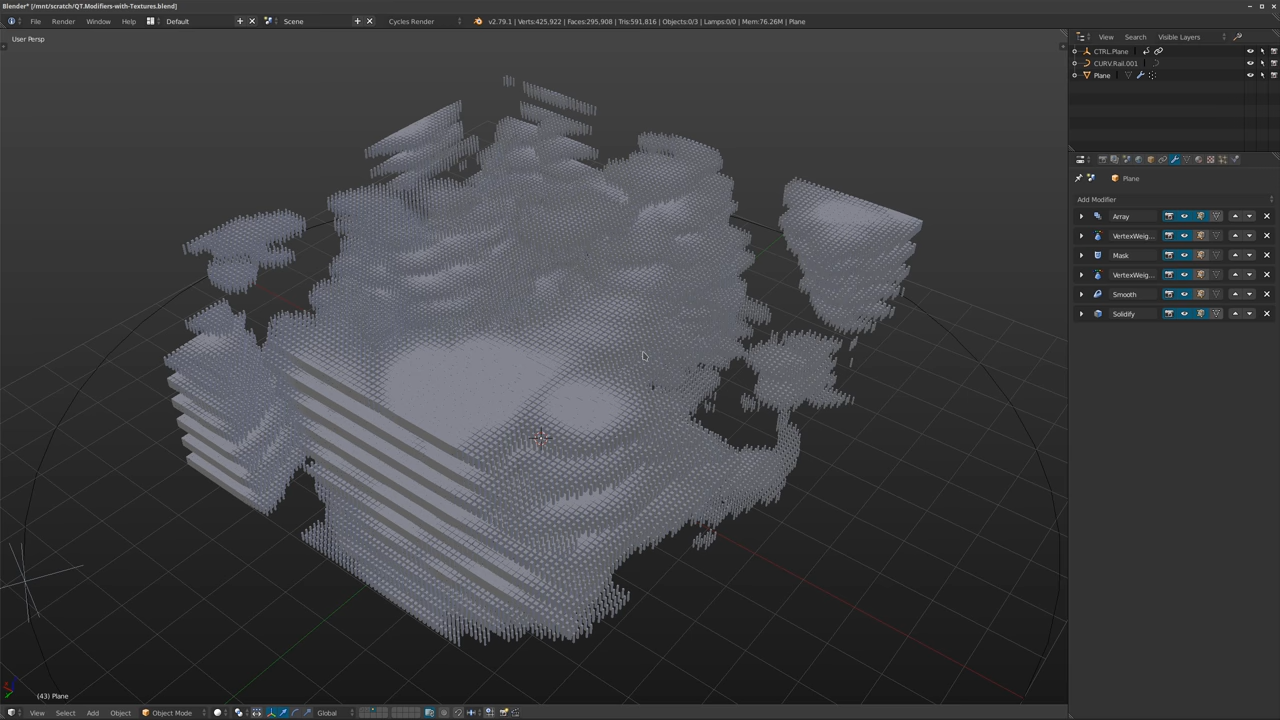 Blender* [/mnt/scratch/QT.Modifiers-with-Textures.blend]
File Render Window Help Default Scene Cycles Render v2.79.1 | Verts:425,922 | Faces:295,908 | Tris:591,816 | Objects:0/3 | Lamps:0/0 | Mem:76.26M | Plane
User Persp
View Search Visible Layers
CTRL.Plane
CURV.Rail.001
Plane
Plane
Add Modifier
Array
VertexWeig...
Mask
VertexWeig...
Smooth
Solidify
(43) Plane
View Select Add Object Object Mode Global